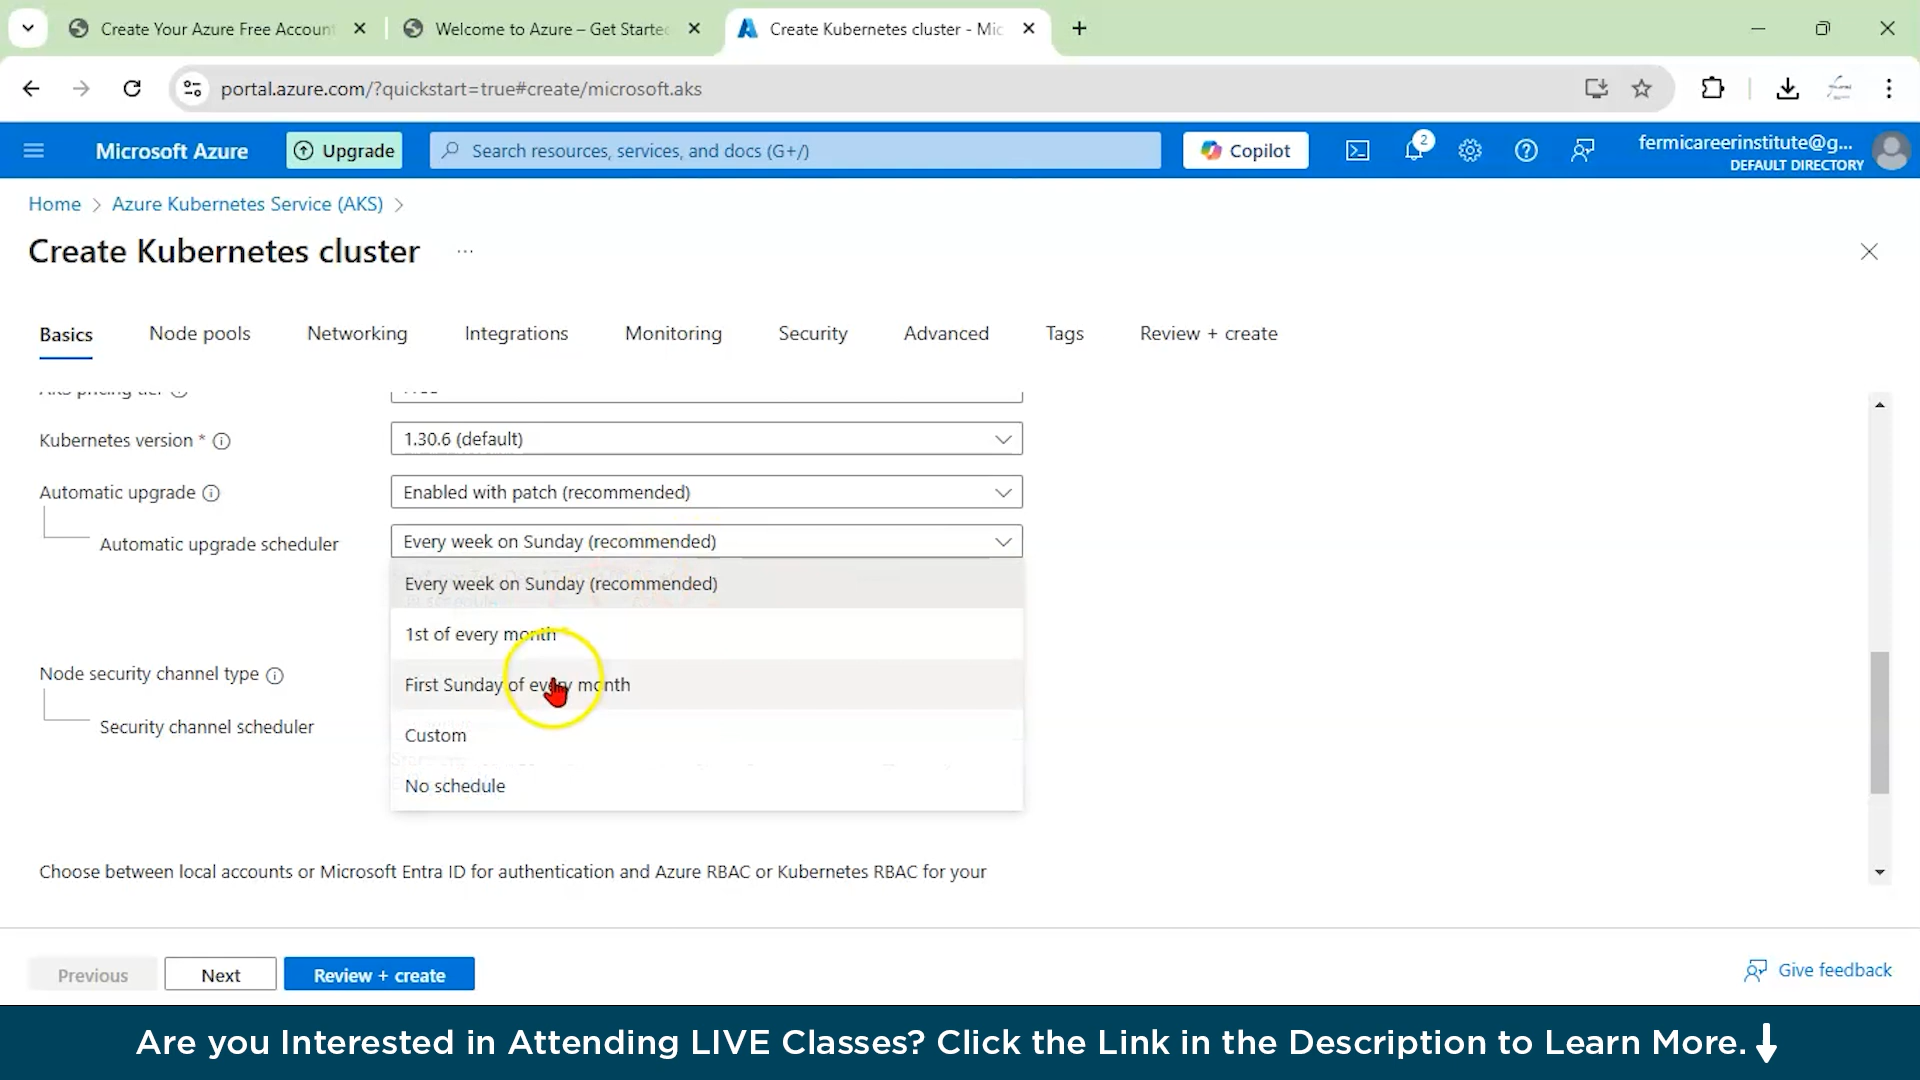 Create Your Azure Free Accoun
Welcome to Azure – Get Starte
Create Kubernetes cluster - Mic
portal.azure.com/?quickstart=true#create/microsoft.aks
Microsoft Azure
Upgrade
Search resources, services, and docs (G+/)
Copilot
2
fermicareerinstitute@g...
DEFAULT DIRECTORY
Home > Azure Kubernetes Service (AKS) >
Create Kubernetes cluster ...
Basics
Node pools
Networking
Integrations
Monitoring
Security
Advanced
Tags
Review + create
AKS pricing tier
Kubernetes version *
1.30.6 (default)
Automatic upgrade
Enabled with patch (recommended)
Automatic upgrade scheduler
Every week on Sunday (recommended)
Every week on Sunday (recommended)
1st of every month
First Sunday of every month
Custom
No schedule
Node security channel type
Security channel scheduler
Choose between local accounts or Microsoft Entra ID for authentication and Azure RBAC or Kubernetes RBAC for your
Previous
Next
Review + create
Give feedback
Are you Interested in Attending LIVE Classes? Click the Link in the Description to Learn More.